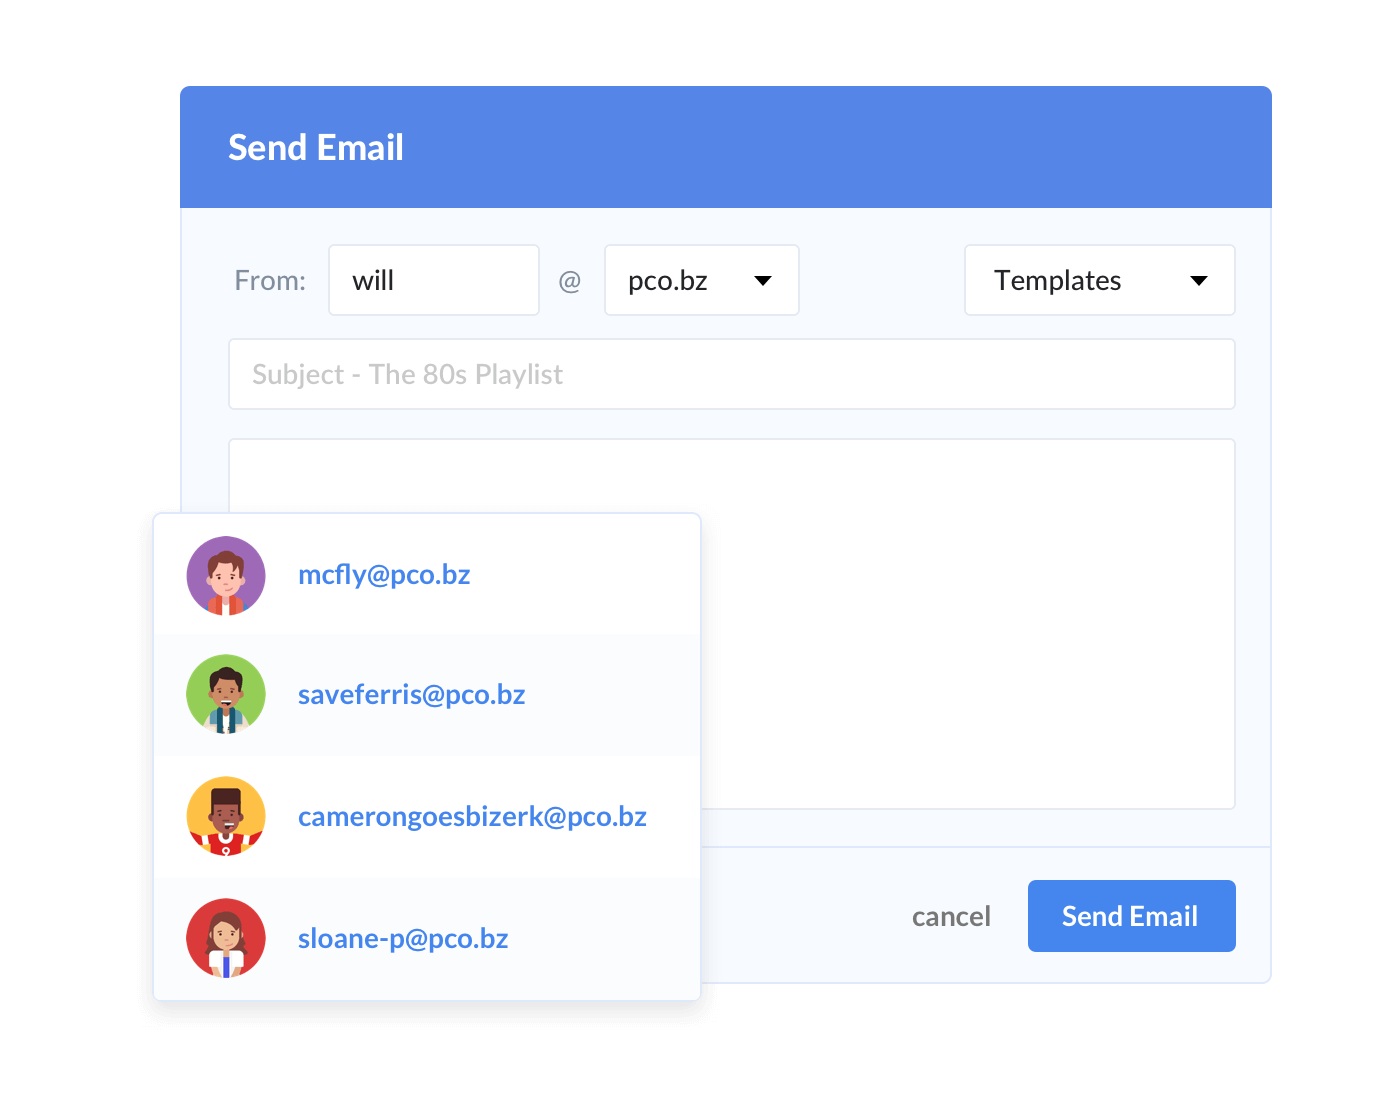 Send Email
From: will @ pco.bz Templates
Subject - The 80s Playlist
mcfly@pco.bz
saveferris@pco.bz
camerongoesbizerk@pco.bz
sloane-p@pco.bz
cancel Send Email